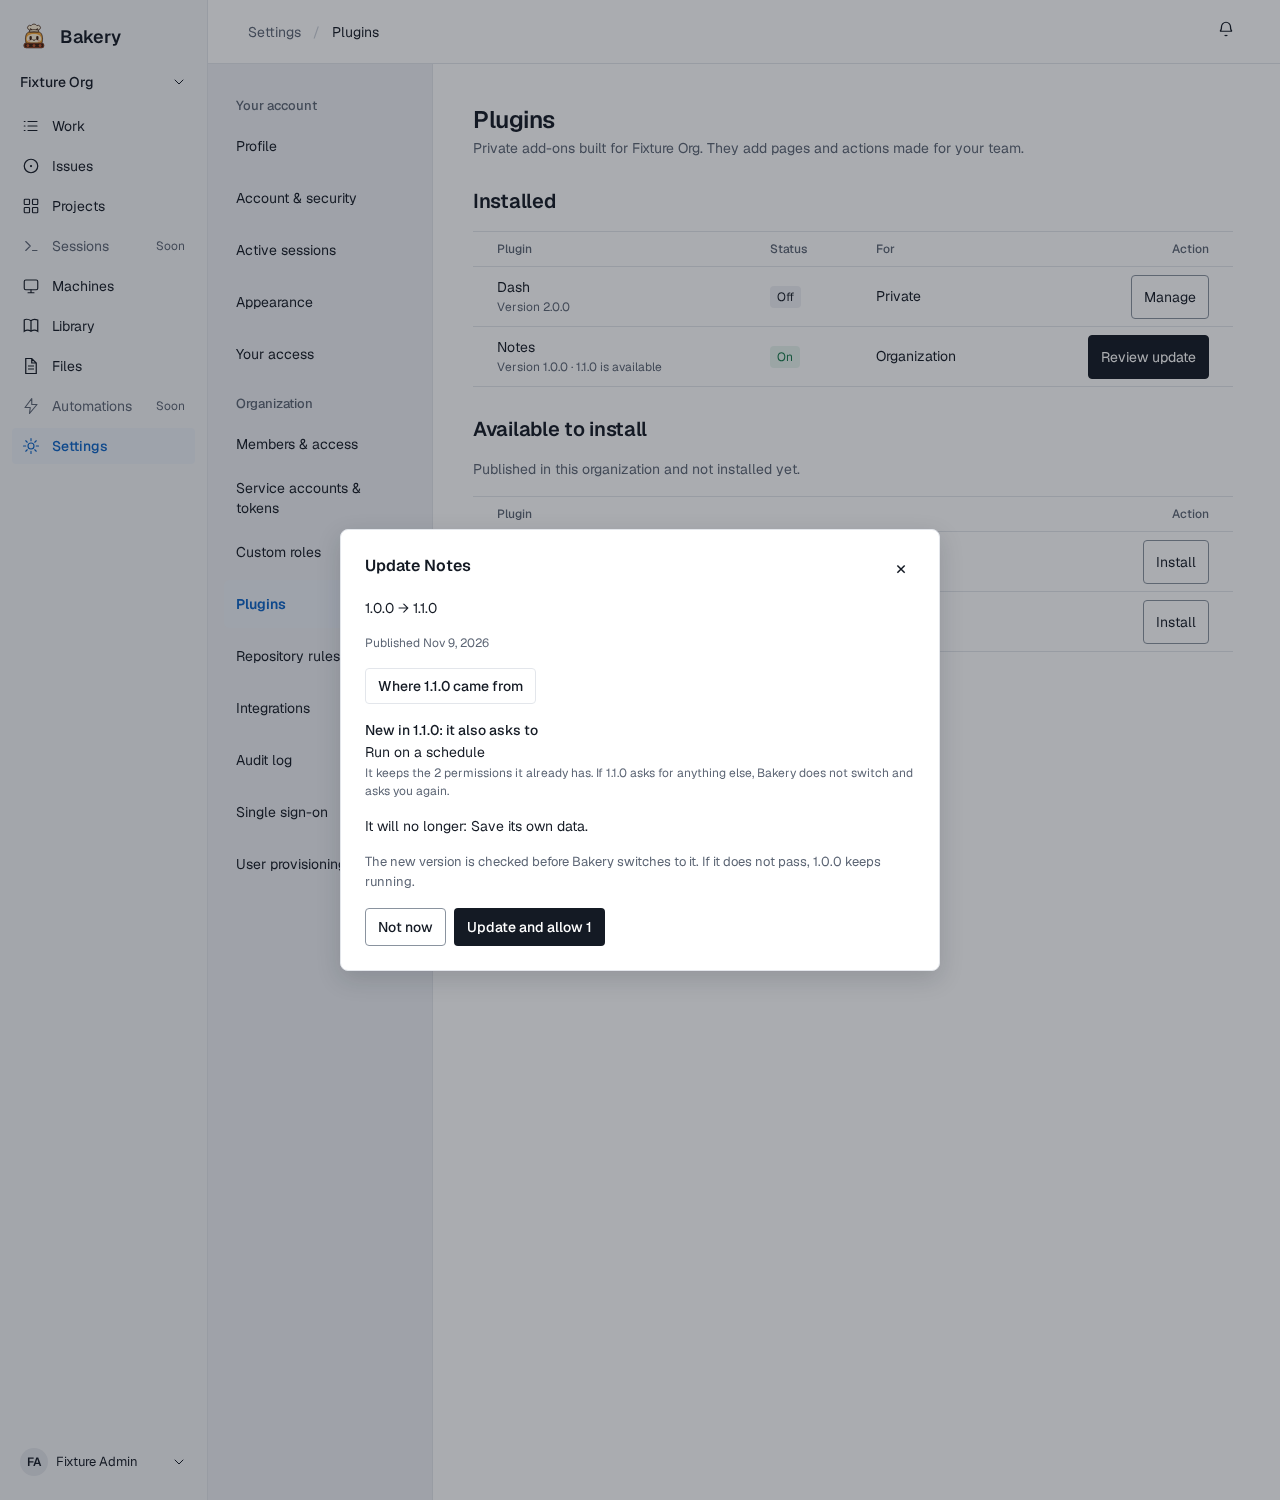 Bakery
Fixture Org
Work
Issues
Projects
Sessions Soon
Machines
Library
Files
Automations Soon
Settings
FA Fixture Admin
Settings / Plugins
Your account
Profile
Account & security
Active sessions
Appearance
Your access
Organization
Members & access
Service accounts &
tokens
Custom roles
Plugins
Repository rules
Integrations
Audit log
Single sign-on
User provisioning
Plugins
Private add-ons built for Fixture Org. They add pages and actions made for your team.
Installed
Plugin Status For Action
Dash
Version 2.0.0
Off Private Manage
Notes
Version 1.0.0 · 1.1.0 is available
On Organization Review update
Available to install
Published in this organization and not installed yet.
Plugin Action
Install
Install
Update Notes
1.0.0 → 1.1.0
Published Nov 9, 2026
Where 1.1.0 came from
New in 1.1.0: it also asks to
Run on a schedule
It keeps the 2 permissions it already has. If 1.1.0 asks for anything else, Bakery does not switch and
asks you again.
It will no longer: Save its own data.
The new version is checked before Bakery switches to it. If it does not pass, 1.0.0 keeps
running.
Not now Update and allow 1